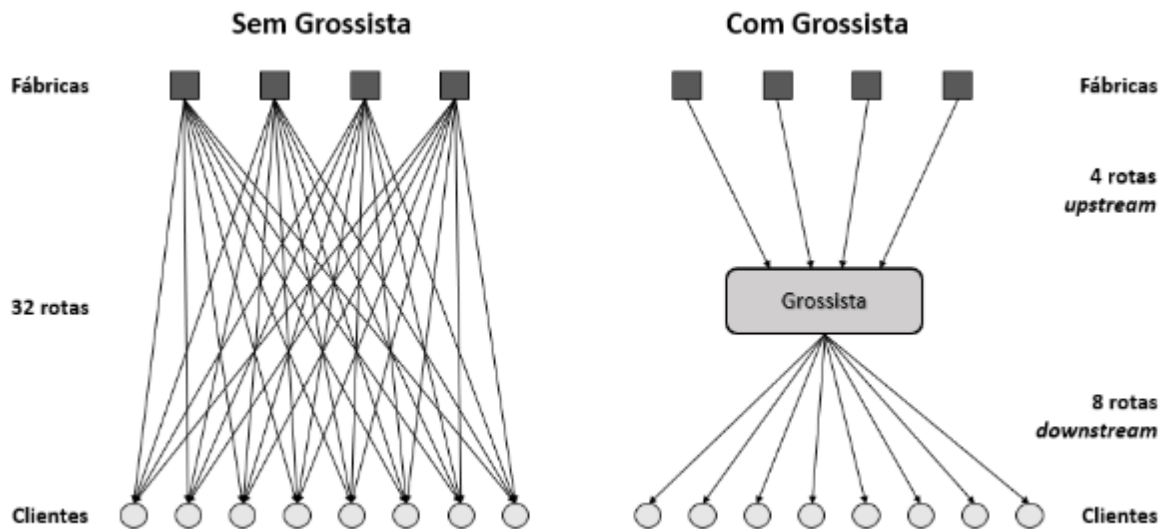 Sem Grossista
Com Grossista
Fábricas
Fábricas
4 rotas
upstream
32 rotas
Grossista
8 rotas
downstream
Clientes
Clientes